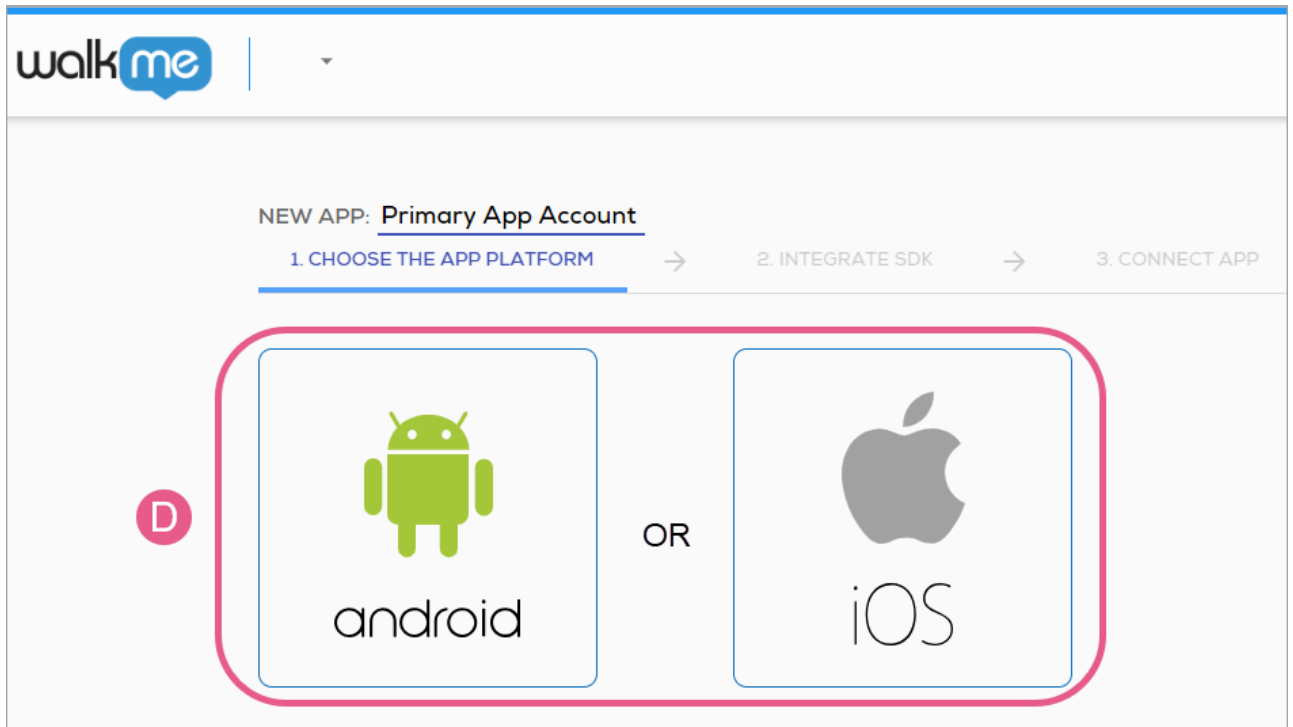 walkme
NEW APP: Primary App Account
1. CHOOSE THE APP PLATFORM → 2. INTEGRATE SDK → 3. CONNECT APP
D
OR
android
iOS